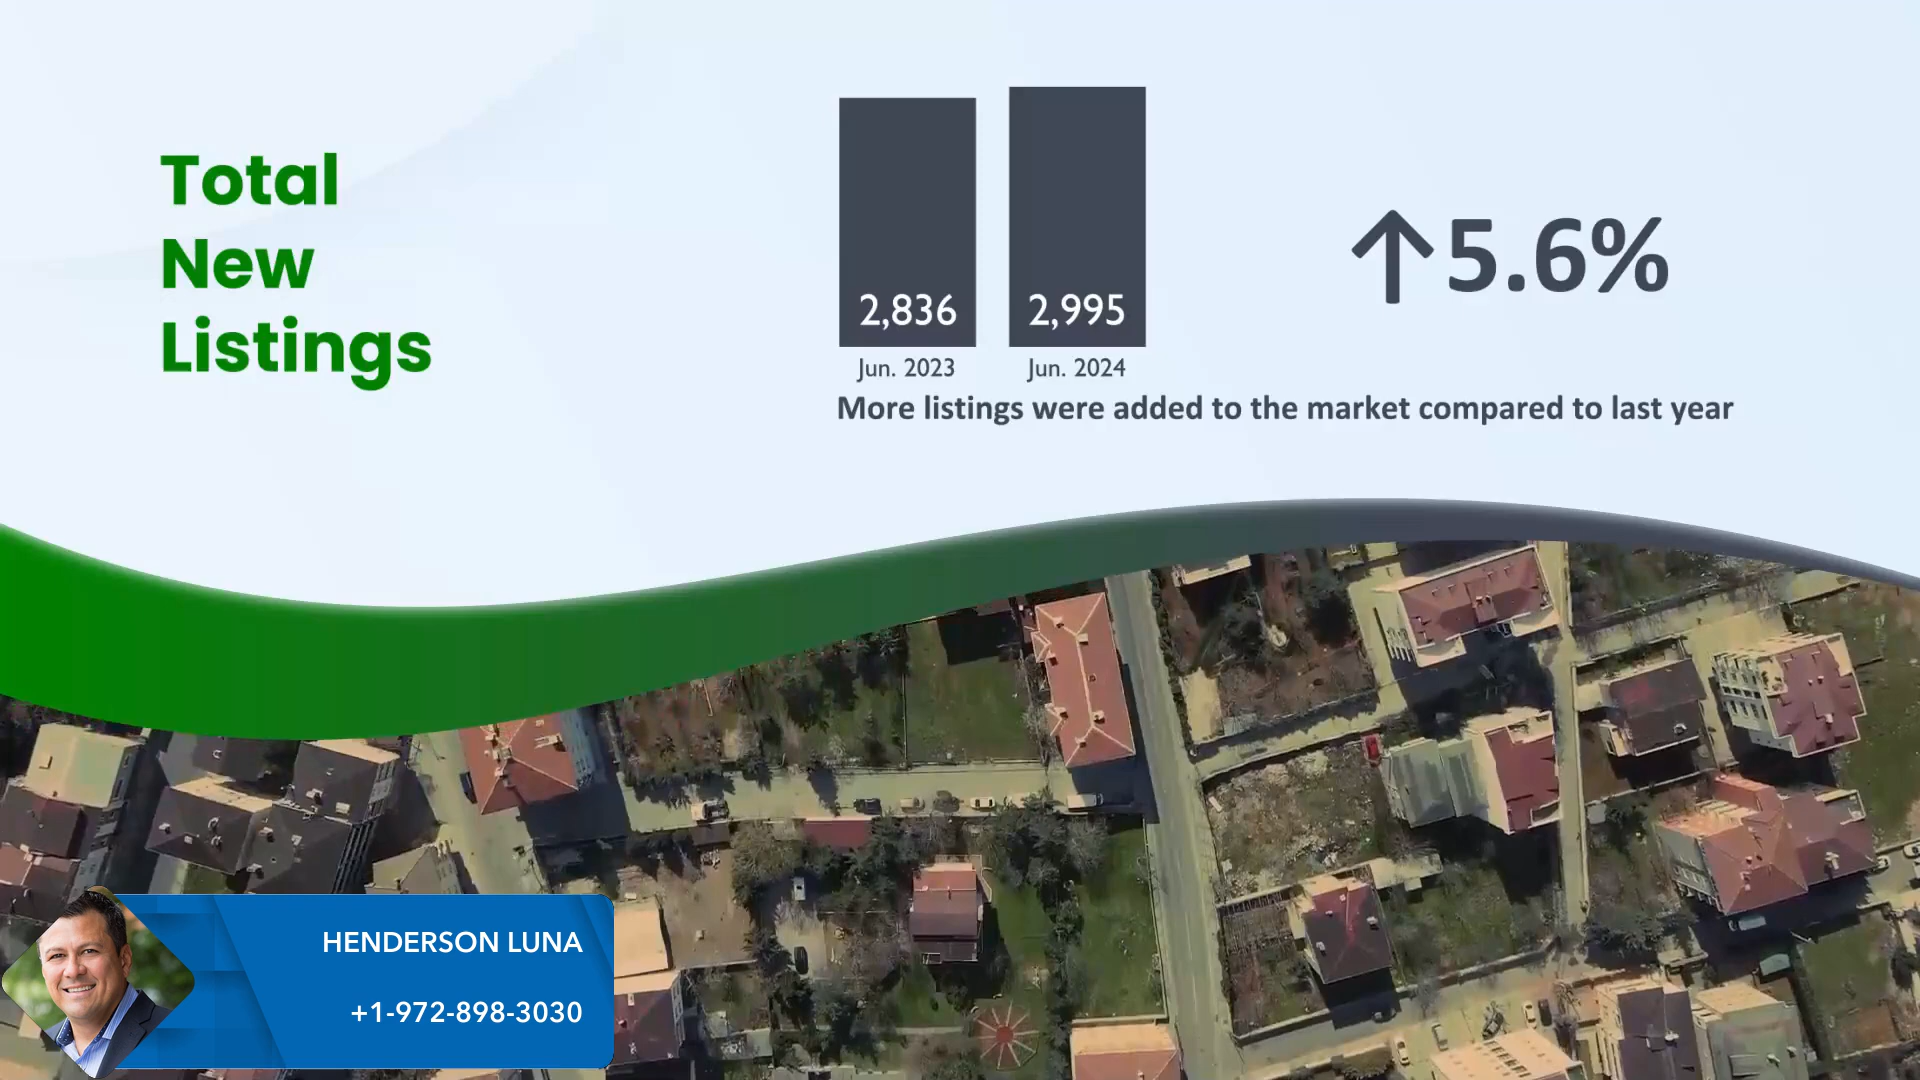 Total
New
Listings
2,836
2,995
Jun. 2023
Jun. 2024
↑5.6%
More listings were added to the market compared to last year
HENDERSON LUNA
+1-972-898-3030